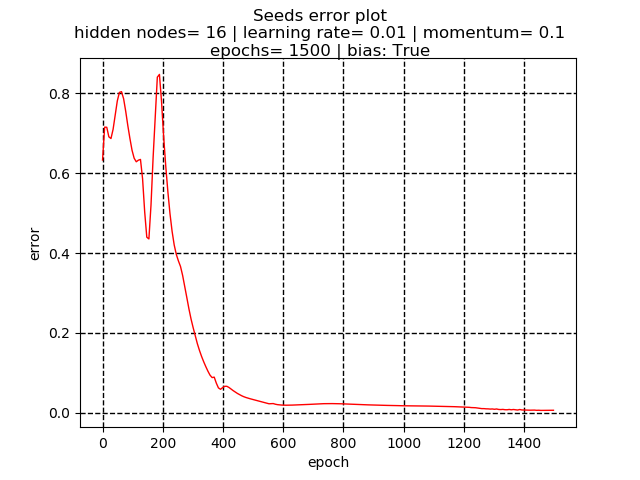 Seeds error plot
hidden nodes= 16 | learning rate= 0.01 | momentum= 0.1
epochs= 1500 | bias: True
0.8
0.6
0.4
0.2
0.0
error
0 200 400 600 800 1000 1200 1400
epoch